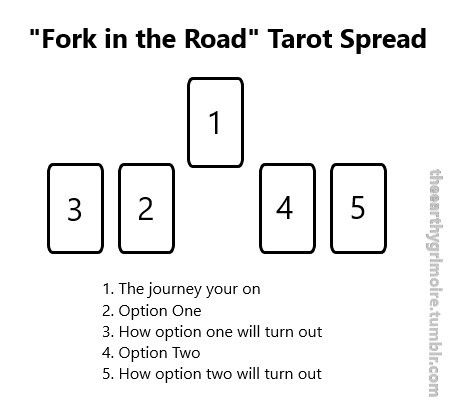 "Fork in the Road" Tarot Spread
1
3
2
4
5
1. The journey your on
2. Option One
3. How option one will turn out
4. Option Two
5. How option two will turn out
theearthygrimoire.tumblr.com